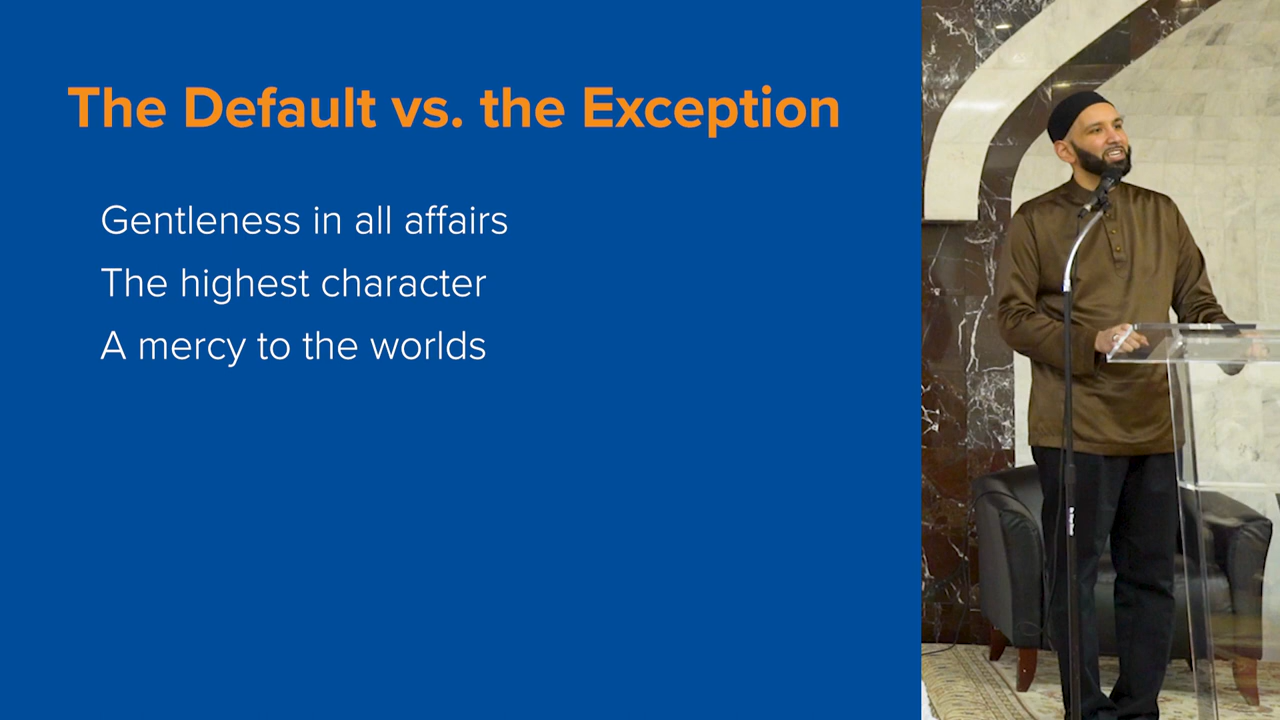 The Default vs. the Exception
Gentleness in all affairs
The highest character
A mercy to the worlds